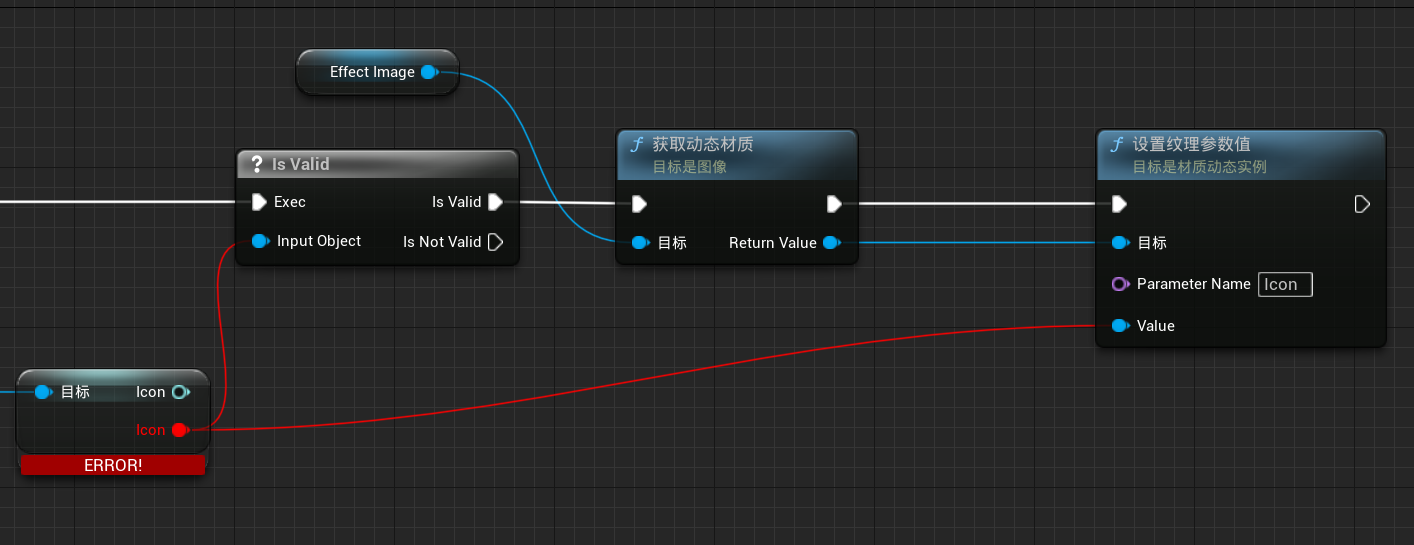 Effect Image
? Is Valid
Exec
Is Valid
Input Object
Is Not Valid
f 获取动态材质
目标是图像
目标
Return Value
f 设置纹理参数值
目标是材质动态实例
目标
Parameter Name Icon
Value
目标
Icon
Icon
ERROR!